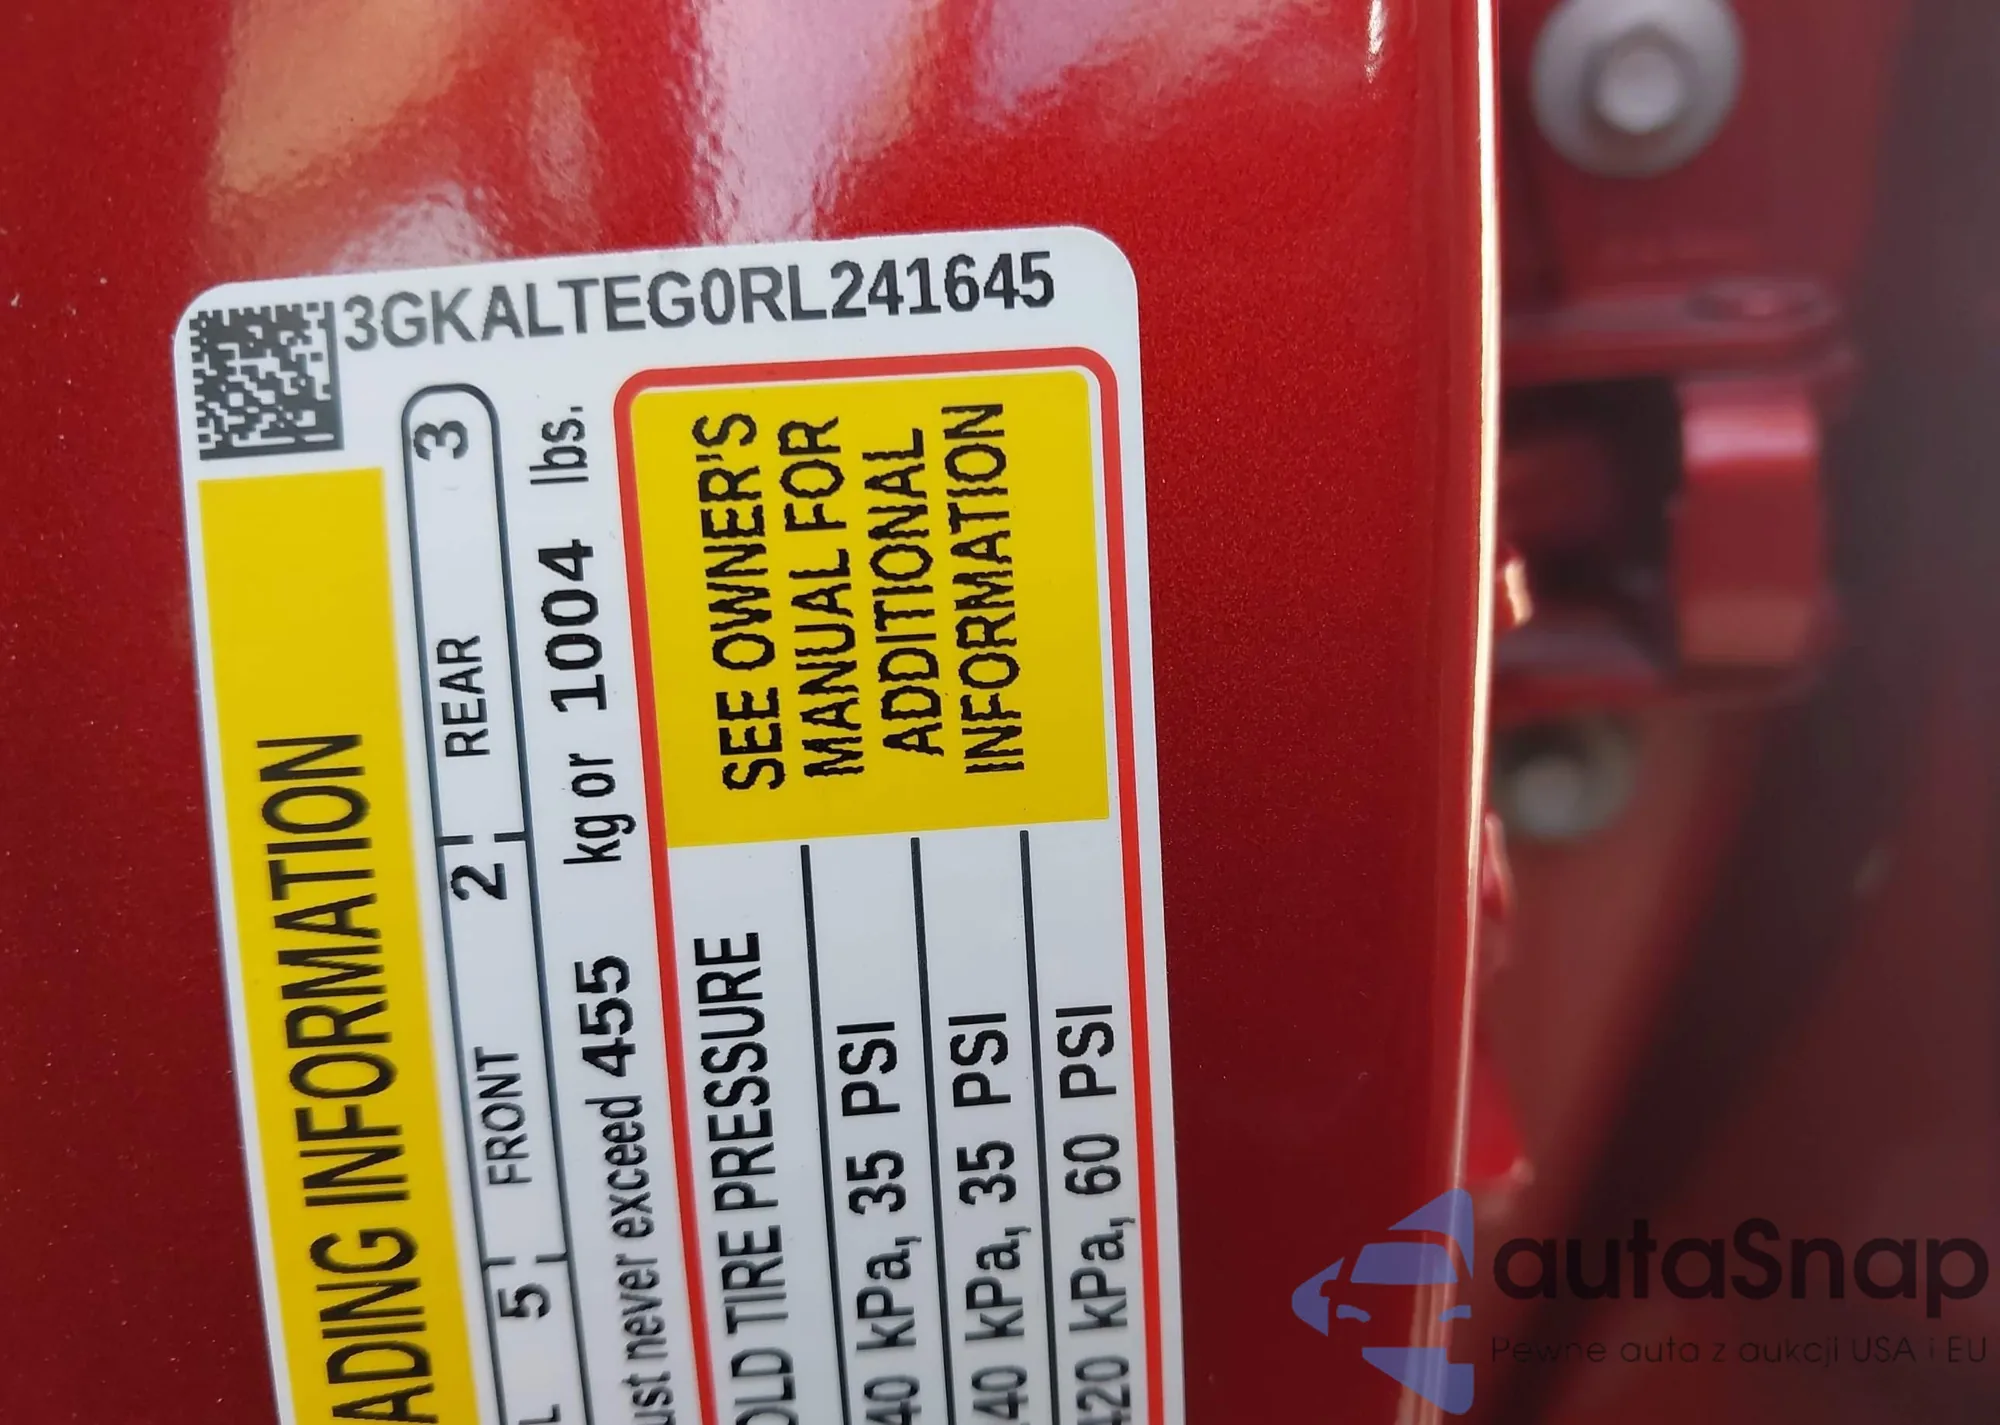 3GKALTEG0RL241645
ADING INFORMATION
L 5 FRONT 2 REAR 3
ust never exceed 455 kg or 1004 lbs.
OLD TIRE PRESSURE
40 kPa, 35 PSI
40 kPa, 35 PSI
420 kPa, 60 PSI
SEE OWNER'S
MANUAL FOR
ADDITIONAL
INFORMATION
autaSnap
Pewne auta z aukcji USA i EU